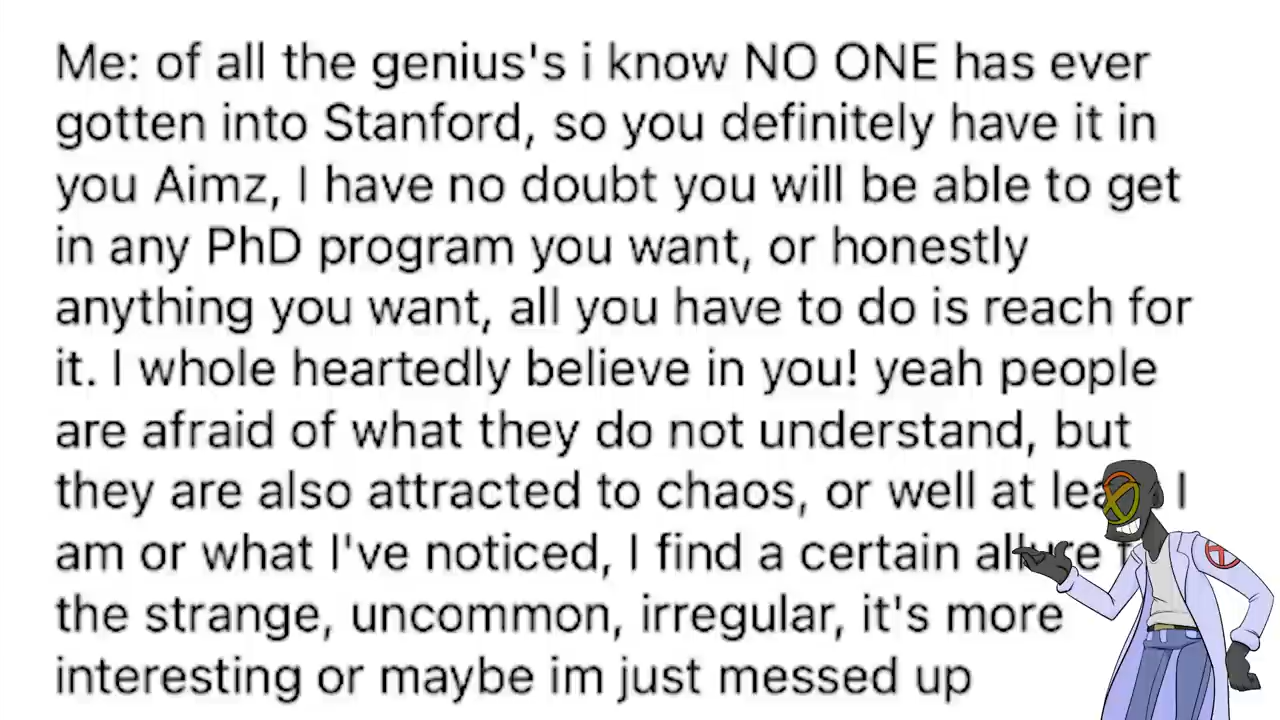 Me: of all the genius's i know NO ONE has ever
gotten into Stanford, so you definitely have it in
you Aimz, I have no doubt you will be able to get
in any PhD program you want, or honestly
anything you want, all you have to do is reach for
it. I whole heartedly believe in you! yeah people
are afraid of what they do not understand, but
they are also attracted to chaos, or well at I
am or what I've noticed, I find a certain allure
the strange, uncommon, irregular, it's more
interesting or maybe im just messed up